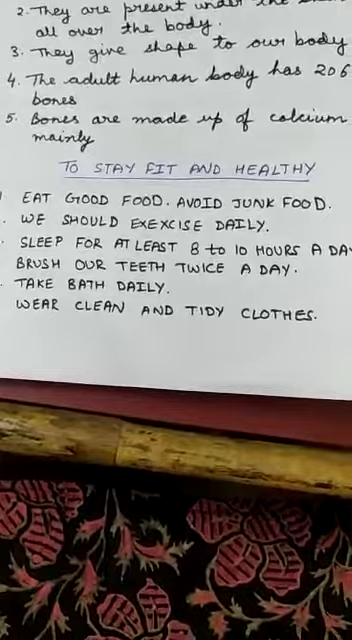 2. They are present under the
all over the body.
3. They give shape to our body
4. The adult human body has 206
bones
5. Bones are made up of calcium
mainly
TO STAY FIT AND HEALTHY
EAT GOOD FOOD. AVOID JUNK FOOD.
WE SHOULD EXEXCISE DAILY.
SLEEP FOR AT LEAST 8 to 10 HOURS A DAY
BRUSH OUR TEETH TWICE A DAY.
TAKE BATH DAILY.
WEAR CLEAN AND TIDY CLOTHES.